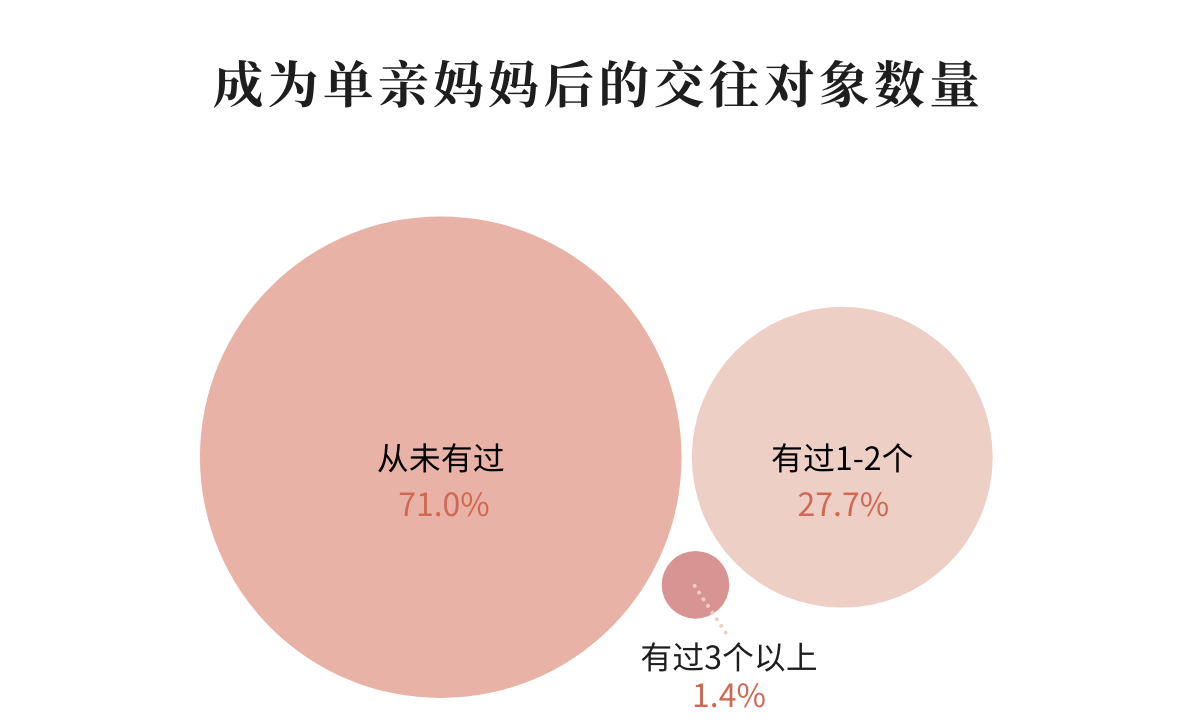 成为单亲妈妈后的交往对象数量
从未有过
71.0%
有过1-2个
27.7%
有过3个以上
1.4%